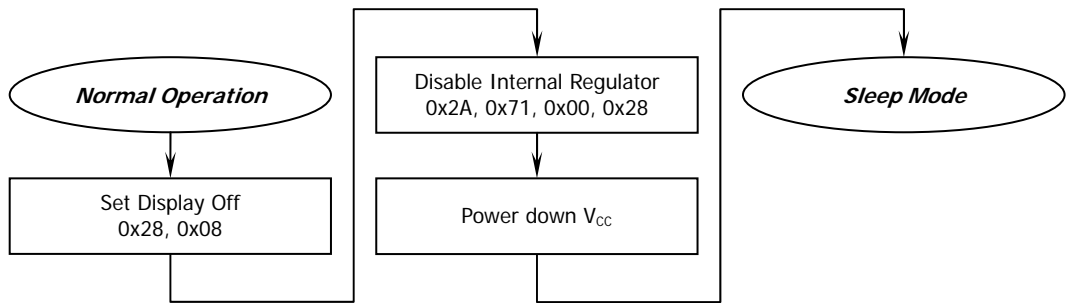 Normal Operation
Set Display Off
0x28, 0x08
Disable Internal Regulator
0x2A, 0x71, 0x00, 0x28
Power down VCC
Sleep Mode